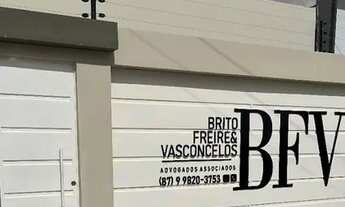 BRITO
FREIRE&
VASCONCELOS
ADVOGADOS ASSOCIADOS
(87) 9 9820-3753
BFV